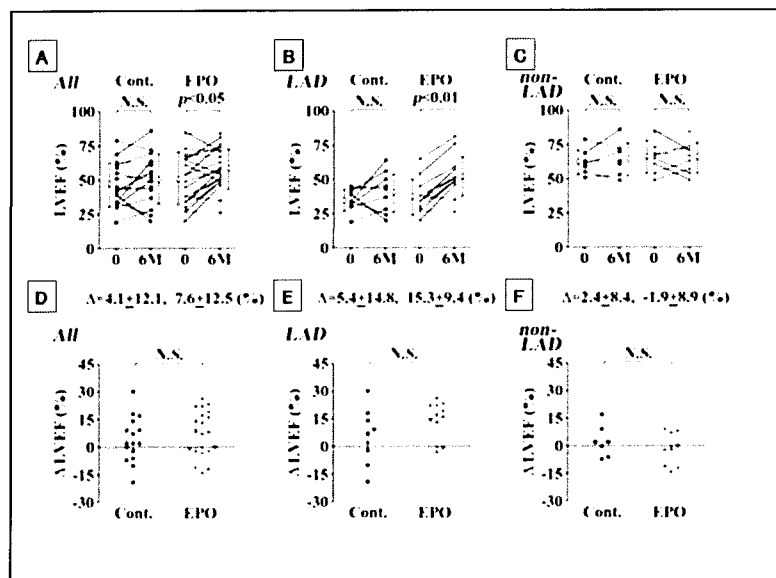 A
All
Cont. EPO
N.S. p<0.05
LVEF (%)
100
75
50
25
0
0 6M 0 6M
B
LAD
Cont. EPO
N.S. p<0.01
LVEF (%)
100
75
50
25
0
0 6M 0 6M
C
non-
LAD
Cont. EPO
N.S. N.S.
LVEF (%)
100
75
50
25
0
0 6M 0 6M
D
Δ=4.1±12.1, 7.6±12.5 (%)
All
N.S.
ΔLVEF (%)
45
30
15
0
-15
-30
Cont. EPO
E
Δ=5.4±14.8, 15.3±9.4 (%)
LAD
N.S.
ΔLVEF (%)
45
30
15
0
-15
-30
Cont. EPO
F
Δ=2.4±8.4, -1.9±8.9 (%)
non-
LAD
N.S.
ΔLVEF (%)
45
30
15
0
-15
-30
Cont. EPO